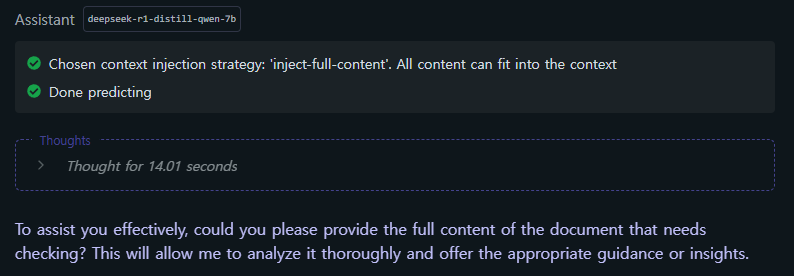 Assistant deepseek-r1-distill-qwen-7b
Chosen context injection strategy: 'inject-full-content'. All content can fit into the context
Done predicting
Thoughts
Thought for 14.01 seconds
To assist you effectively, could you please provide the full content of the document that needs
checking? This will allow me to analyze it thoroughly and offer the appropriate guidance or insights.